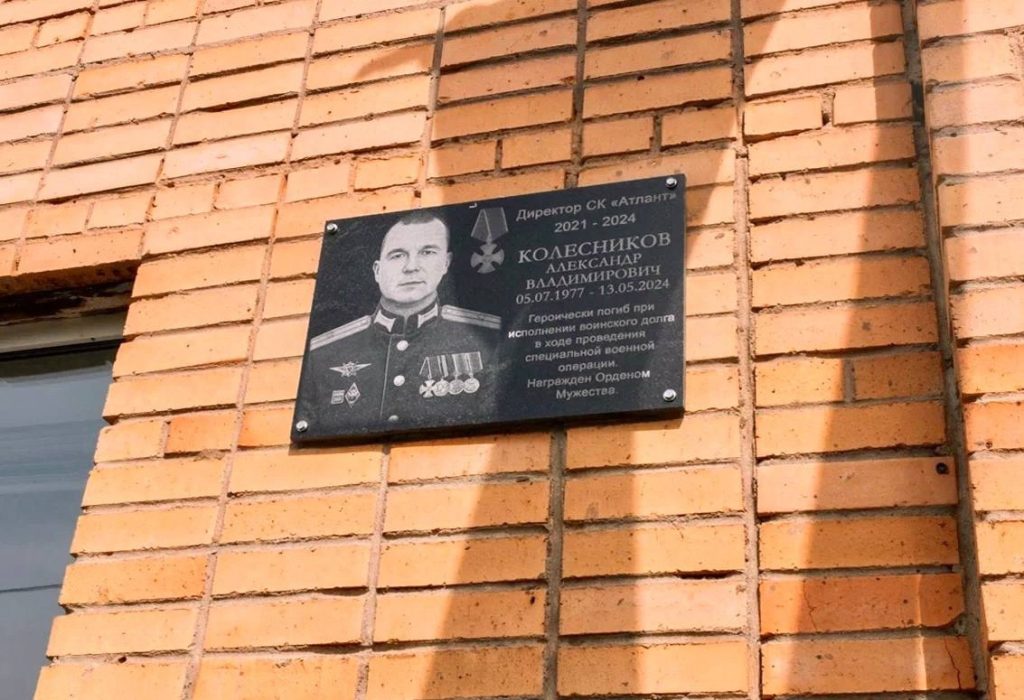 Директор СК «Атлант»
2021 - 2024
КОЛЕСНИКОВ
АЛЕКСАНДР
ВЛАДИМИРОВИЧ
05.07.1977 - 13.05.2024
Героически погиб при
исполнении воинского долга
в ходе проведения
специальной военной
операции.
Награжден Орденом
Мужества.